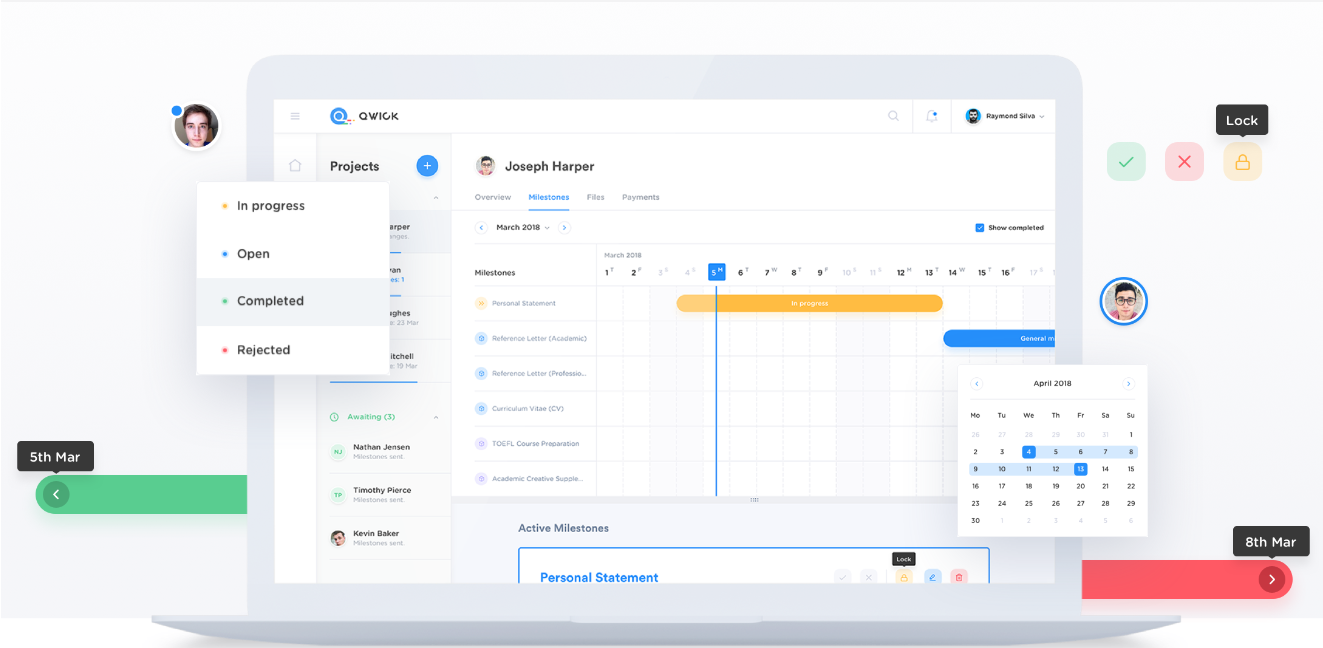 Lock
QWICK
Raymond Silva
Projects
+
Joseph Harper
In progress
Open
Completed
Rejected
Overview Milestones Files Payments
March 2018
Show completed
March 2018
Milestones
1 T 2 F 3 S 4 S 5 M 6 T 7 W 8 T 9 F 10 S 11 S 12 M 13 T 14 W 15 T 16 F 17 S
Personal Statement
In progress
Reference Letter (Academic)
General m
Reference Letter (Professio...
Curriculum Vitae (CV)
TOEFL Course Preparation
Academic Creative Supple...
arper
anges.
van
es: 1
ughes
e: 23 Mar
itchell
e: 19 Mar
Awaiting (3)
NJ
Nathan Jensen
Milestones sent.
TP
Timothy Pierce
Milestones sent.
Kevin Baker
Milestones sent.
5th Mar
April 2018
Mo Tu We Th Fr Sa Su
26 27 28 29 30 31 1
2 3 4 5 6 7 8
9 10 11 12 13 14 15
16 17 18 19 20 21 22
23 24 25 26 27 28 29
30 1 2 3 4 5 6
Active Milestones
Lock
Personal Statement
8th Mar